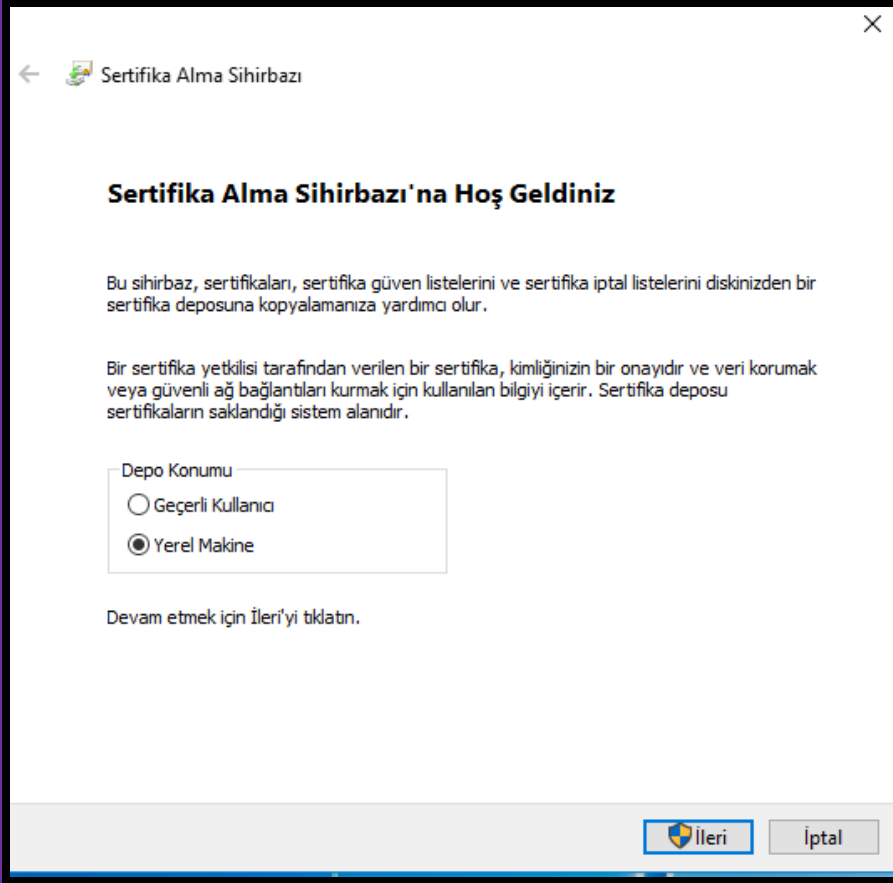 Sertifika Alma Sihirbazı
Sertifika Alma Sihirbazı'na Hoş Geldiniz
Bu sihirbaz, sertifikaları, sertifika güven listelerini ve sertifika iptal listelerini diskinizden bir
sertifika deposuna kopyalamanıza yardımcı olur.
Bir sertifika yetkilisi tarafından verilen bir sertifika, kimliğinizin bir onayıdır ve veri korumak
veya güvenli ağ bağlantıları kurmak için kullanılan bilgiyi içerir. Sertifika deposu
sertifikaların saklandığı sistem alanıdır.
Depo Konumu
Geçerli Kullanıcı
Yerel Makine
Devam etmek için İleri'yi tıklatın.
İleri
İptal